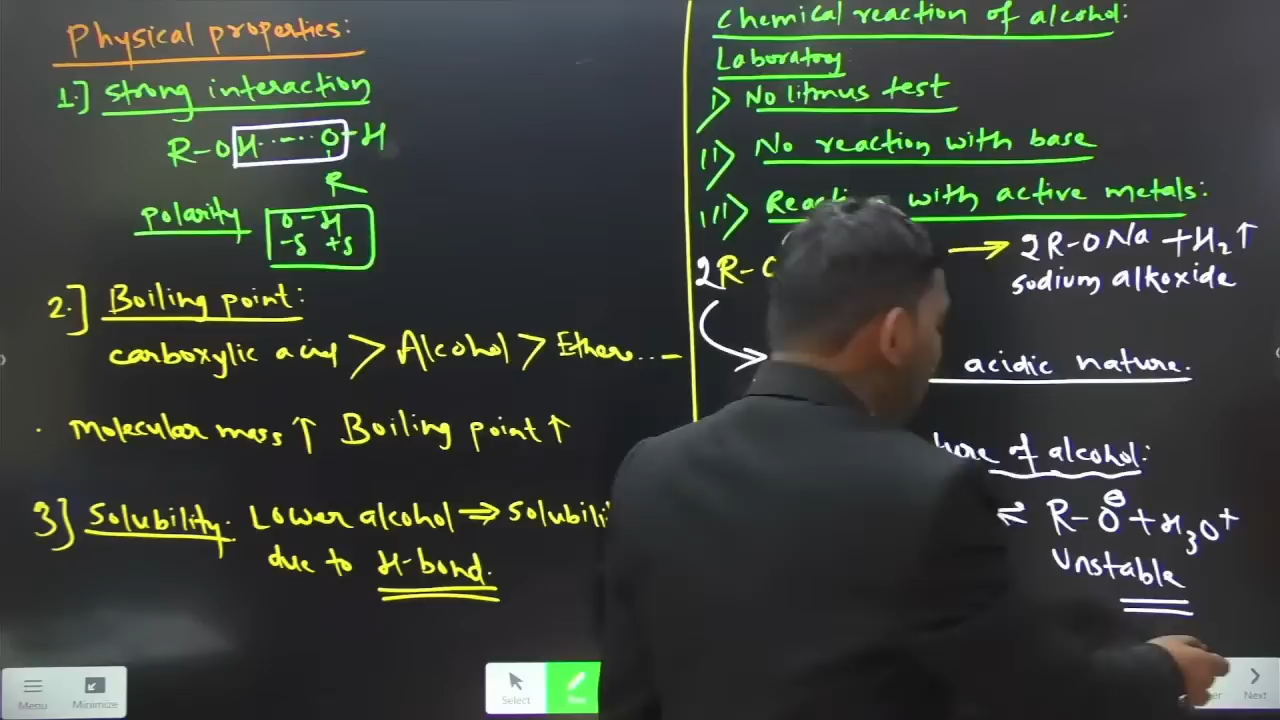 Physical properties:
1.] Strong interaction
R-O H.....O-H
R
polarity
O-H
-δ +δ
2.] Boiling point:
carboxylic acid > Alcohol > Ether...-
. Molecular mass ↑ Boiling point ↑
3] Solubility: Lower alcohol ⇒ Solubili
due to H-bond.
Chemical reaction of alcohol:
Laboratory
i> No litmus test
ii> No reaction with base
iii> Reaction with active metals:
2R- → 2R-ONa + H2↑
sodium alkoxide
acidic nature.
of alcohol:
⇌ R-O⊖ + H3O+
Unstable
Menu
Minimize
Select
Pen
Next